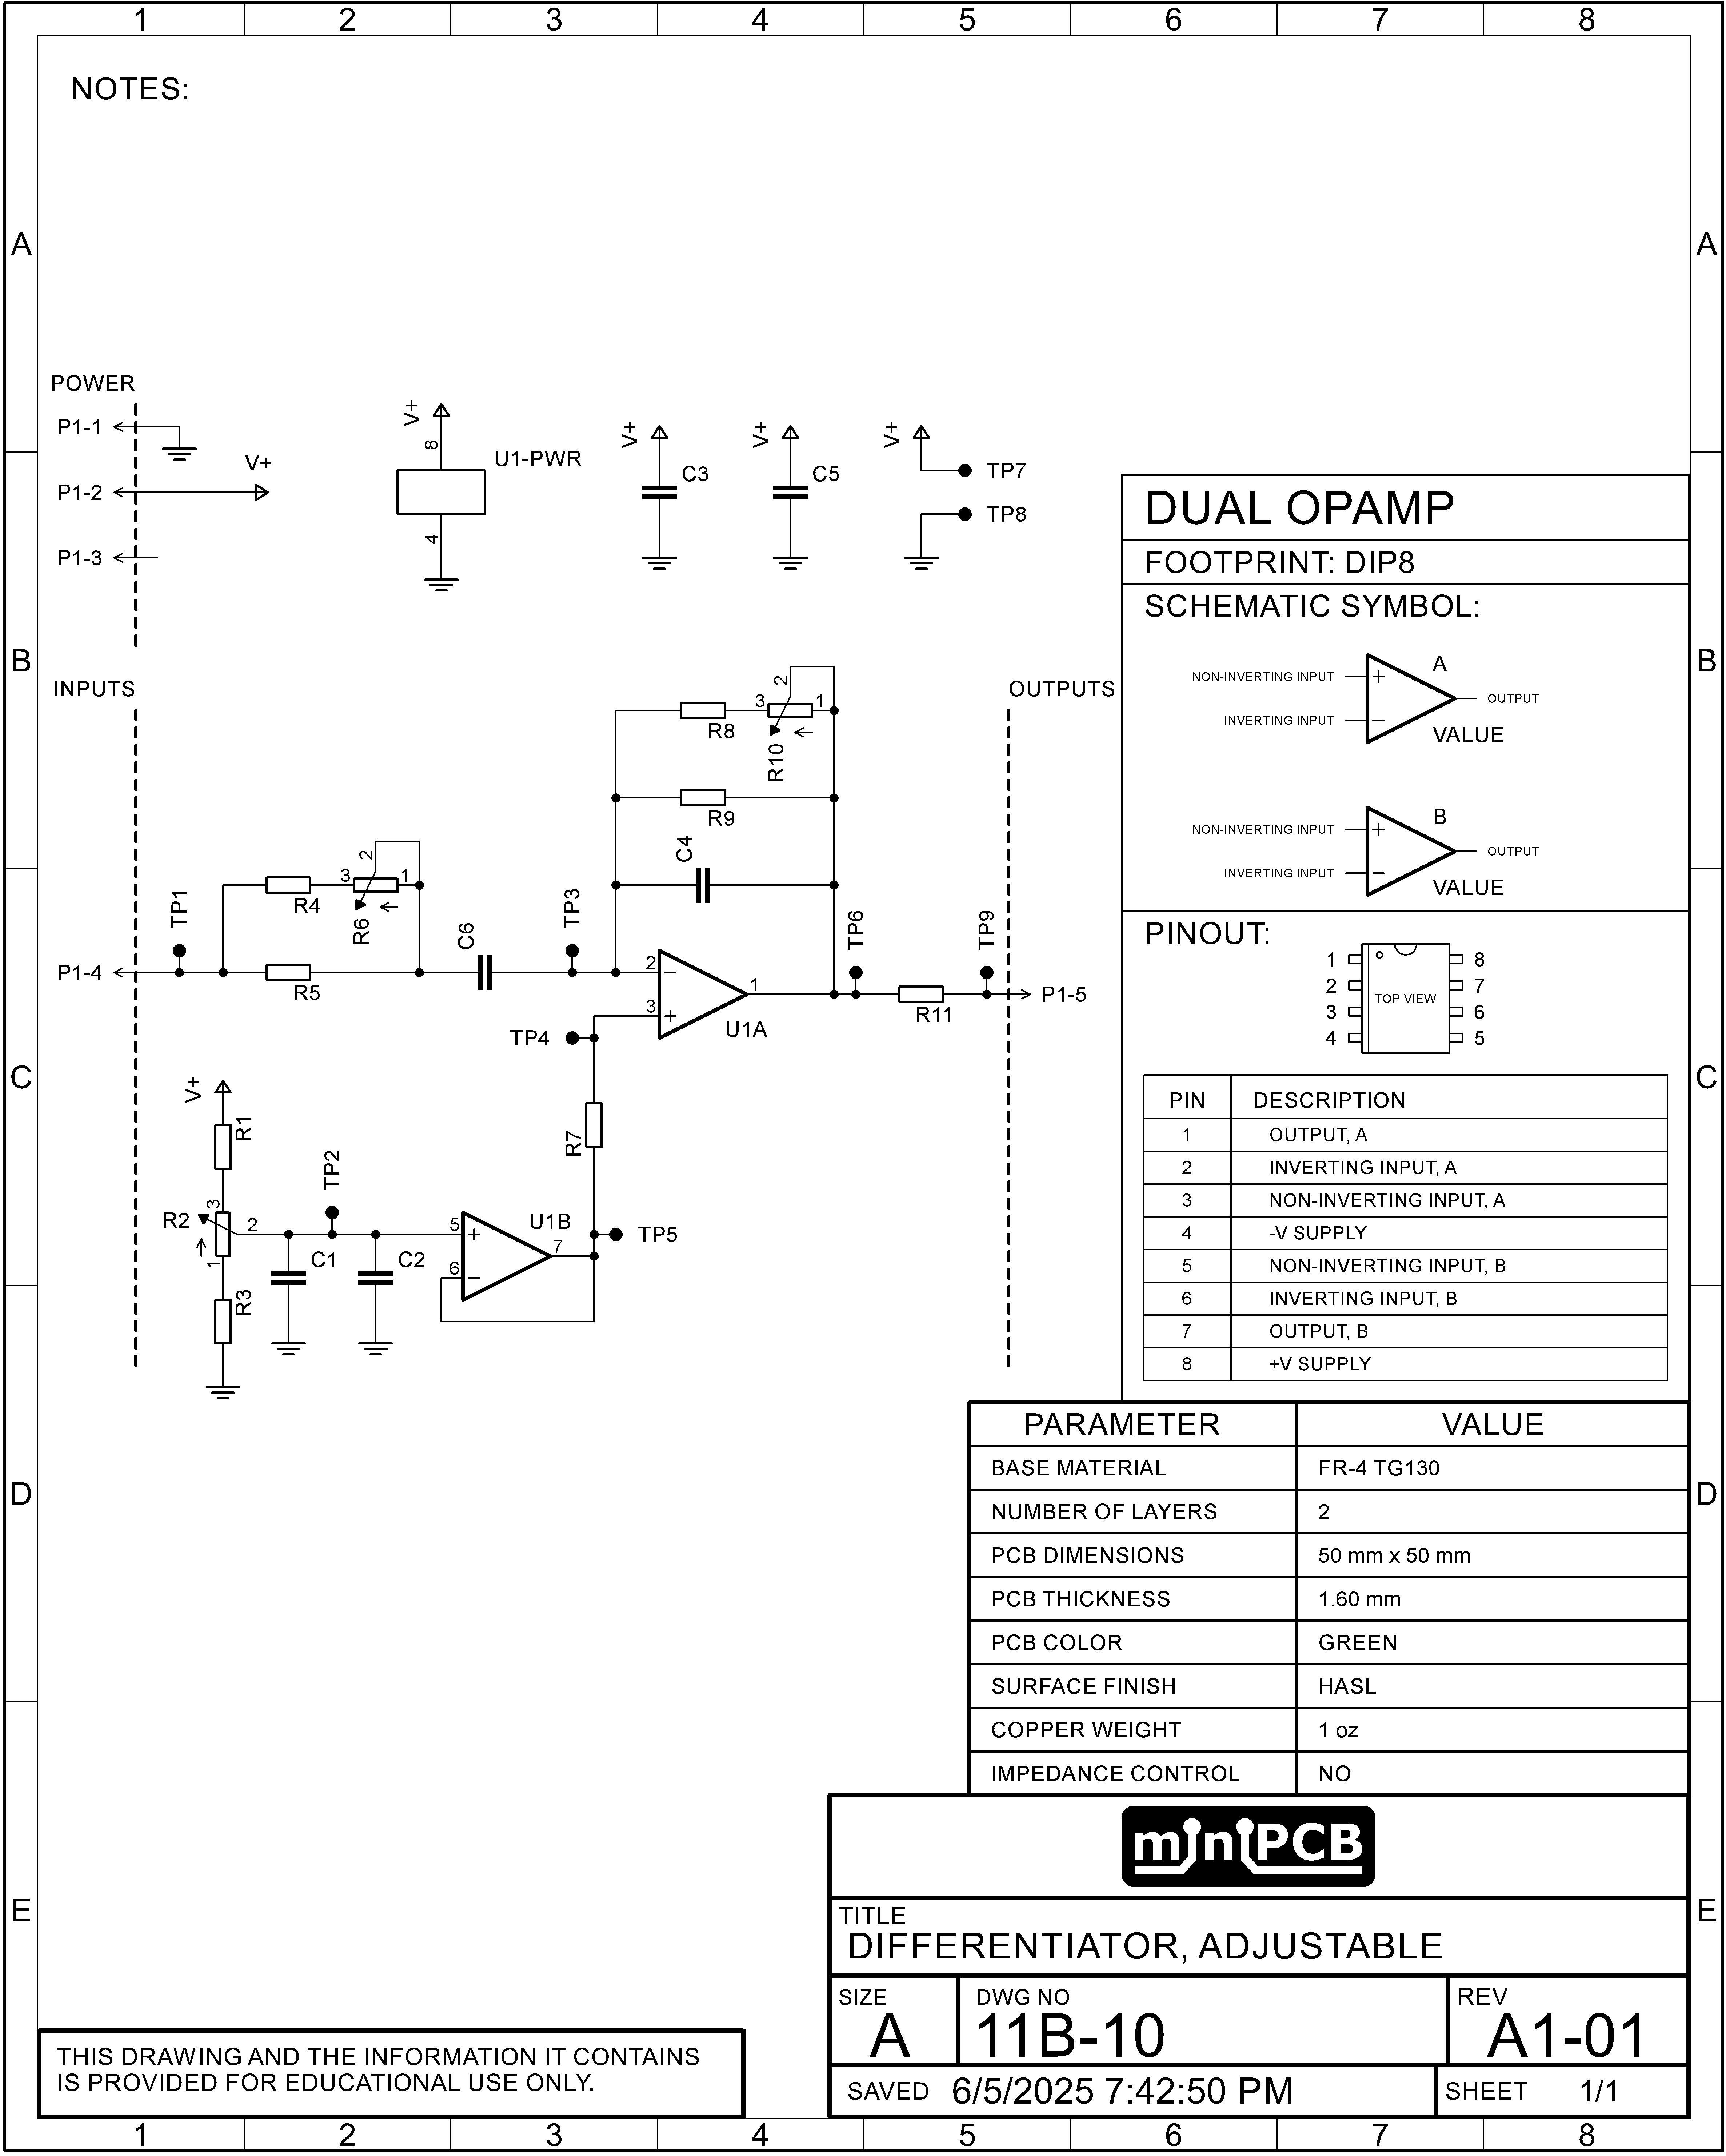 1 2 3 4 5 6 7 8
NOTES:
A A
POWER
P1-1
V+
P1-2
P1-3
V+
8
U1-PWR
4
V+
C3
V+
C5
V+
TP7
TP8
B B
INPUTS
OUTPUTS
2
3 1
R8
R10
R9
C4
2
3 1
R4
R6
TP1
P1-4
R5
C6
TP3
2
−
3
+
1
U1A
TP4
TP6
TP9
R11
P1-5
C C
V+
R1
R7
TP2
3
R2
2
1
C1
C2
5
+
6
−
U1B
7
TP5
R3
DUAL OPAMP
FOOTPRINT: DIP8
SCHEMATIC SYMBOL:
A
NON-INVERTING INPUT
+
OUTPUT
INVERTING INPUT
−
VALUE
B
NON-INVERTING INPUT
+
OUTPUT
INVERTING INPUT
−
VALUE
PINOUT:
1 8
2 7
TOP VIEW
3 6
4 5
PIN DESCRIPTION
1 OUTPUT, A
2 INVERTING INPUT, A
3 NON-INVERTING INPUT, A
4 -V SUPPLY
5 NON-INVERTING INPUT, B
6 INVERTING INPUT, B
7 OUTPUT, B
8 +V SUPPLY
PARAMETER VALUE
BASE MATERIAL FR-4 TG130
D D
NUMBER OF LAYERS 2
PCB DIMENSIONS 50 mm x 50 mm
PCB THICKNESS 1.60 mm
PCB COLOR GREEN
SURFACE FINISH HASL
COPPER WEIGHT 1 oz
IMPEDANCE CONTROL NO
miniPCB
E E
TITLE
DIFFERENTIATOR, ADJUSTABLE
SIZE
A
DWG NO
11B-10
REV
A1-01
SAVED 6/5/2025 7:42:50 PM
SHEET 1/1
THIS DRAWING AND THE INFORMATION IT CONTAINS
IS PROVIDED FOR EDUCATIONAL USE ONLY.
1 2 3 4 5 6 7 8